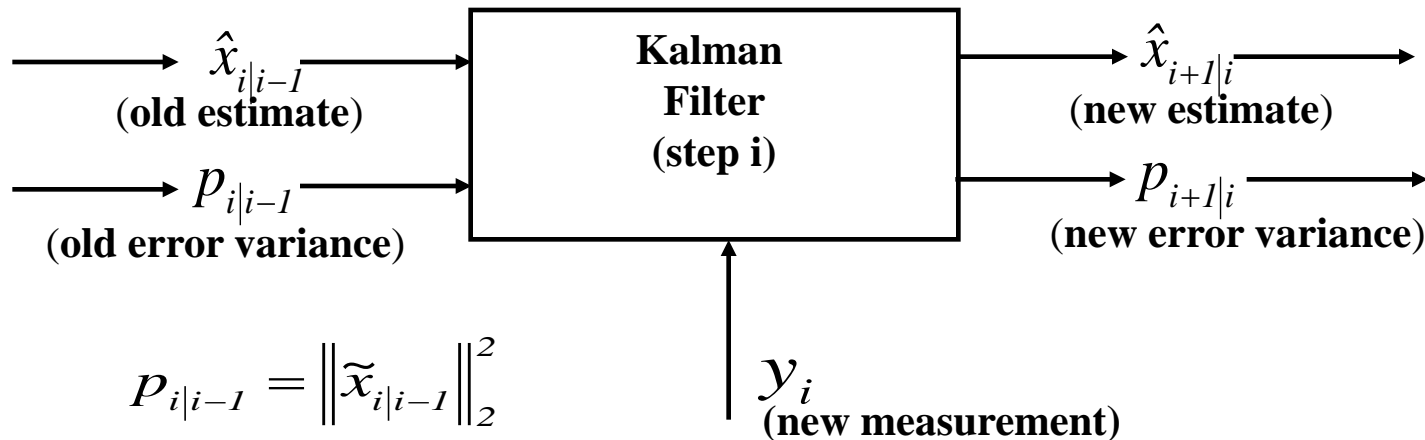 x̂_{i|i−1}
(old estimate)
p_{i|i−1}
(old error variance)
Kalman
Filter
(step i)
x̂_{i+1|i}
(new estimate)
p_{i+1|i}
(new error variance)
p_{i|i−1} = ‖x̃_{i|i−1}‖₂²
y_i
(new measurement)